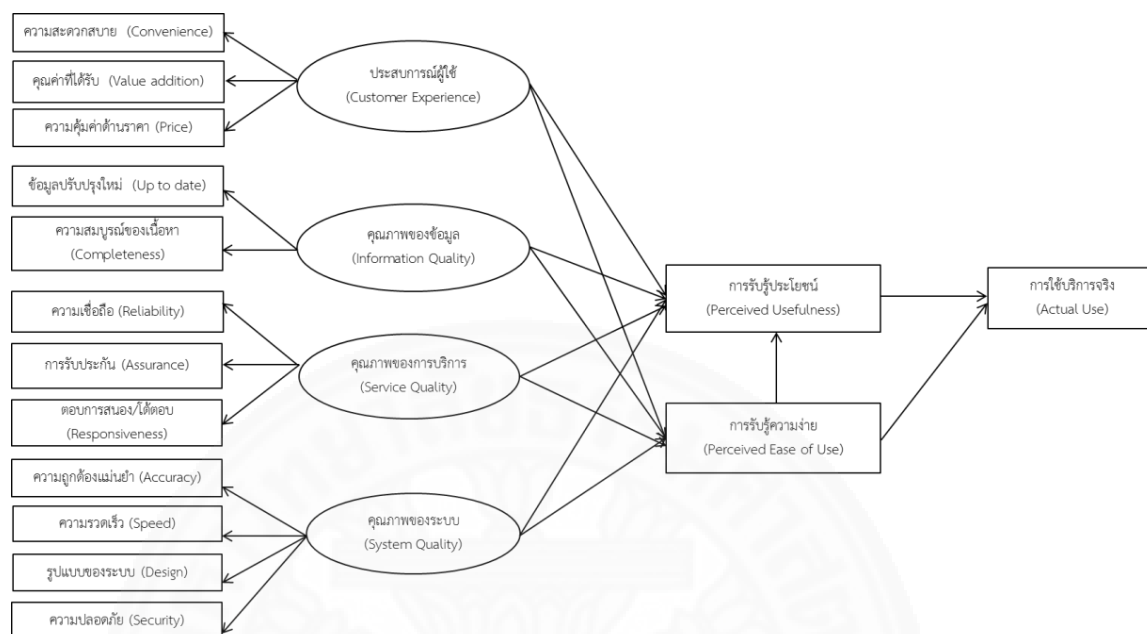 ความสะดวกสบาย (Convenience)
คุณค่าที่ได้รับ (Value addition)
ความคุ้มค่าด้านราคา (Price)
ประสบการณ์ผู้ใช้
(Customer Experience)
ข้อมูลปรับปรุงใหม่ (Up to date)
ความสมบูรณ์ของเนื้อหา
(Completeness)
คุณภาพของข้อมูล
(Information Quality)
ความเชื่อถือ (Reliability)
การรับประกัน (Assurance)
ตอบการสนอง/โต้ตอบ
(Responsiveness)
คุณภาพของการบริการ
(Service Quality)
ความถูกต้องแม่นยำ (Accuracy)
ความรวดเร็ว (Speed)
รูปแบบของระบบ (Design)
ความปลอดภัย (Security)
คุณภาพของระบบ
(System Quality)
การรับรู้ประโยชน์
(Perceived Usefulness)
การรับรู้ความง่าย
(Perceived Ease of Use)
การใช้บริการจริง
(Actual Use)